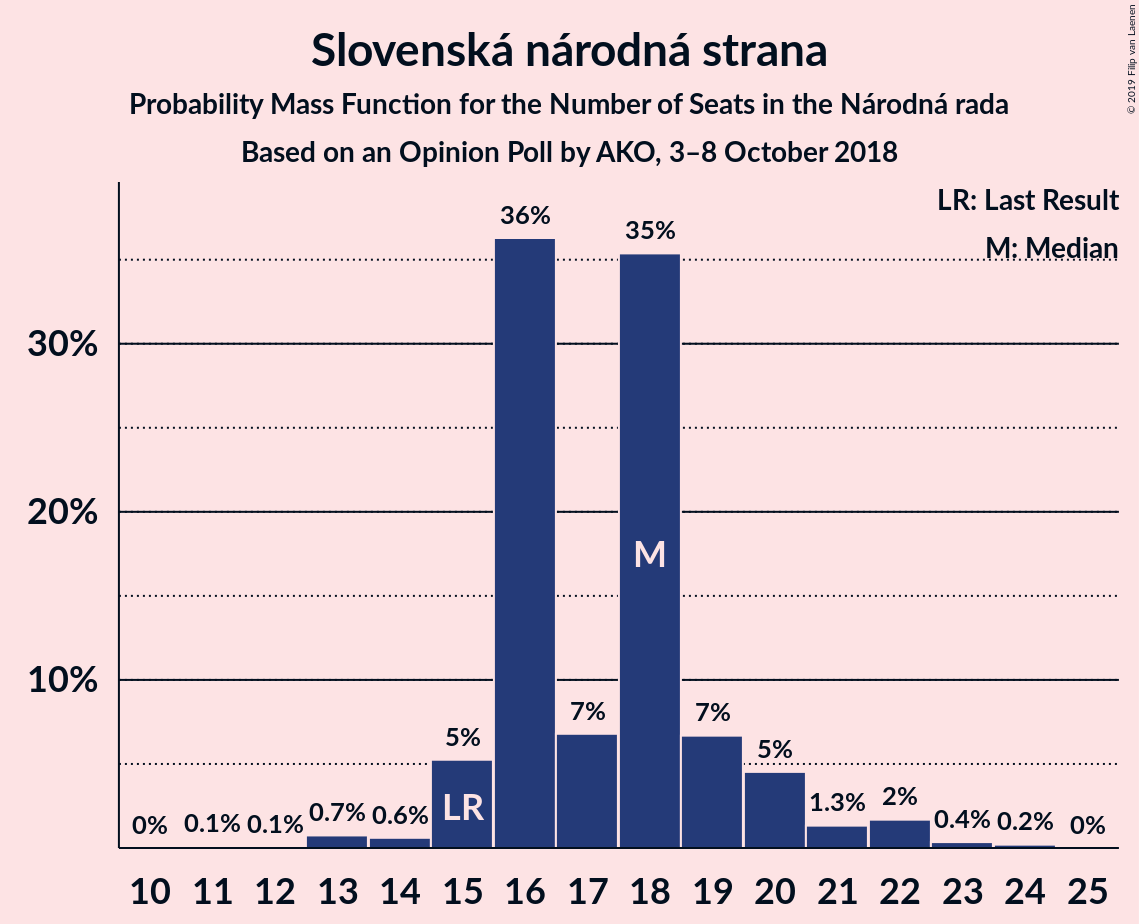 Slovenská národná strana
Probability Mass Function for the Number of Seats in the Národná rada
Based on an Opinion Poll by AKO, 3–8 October 2018
© 2019 Filip van Laenen
LR: Last Result
M: Median
30%
20%
10%
0%
0.1%
0.1%
0.7%
0.6%
5%
36%
7%
35%
7%
5%
1.3%
2%
0.4%
0.2%
0%
LR
M
10 11 12 13 14 15 16 17 18 19 20 21 22 23 24 25